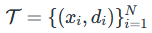 𝒯 = {(xᵢ, dᵢ)}ᵢ₌₁ᴺ